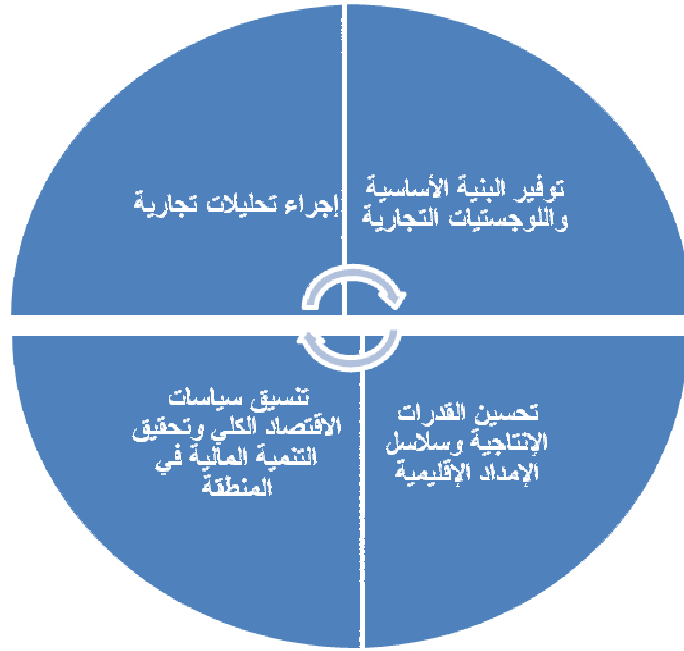 توفير البنية الأساسية
واللوجستيات التجارية
إجراء تحليلات تجارية
تحسين القدرات
الإنتاجية وسلاسل
الإمداد الإقليمية
تنسيق سياسات
الاقتصاد الكلي وتحقيق
التنمية المالية في
المنطقة